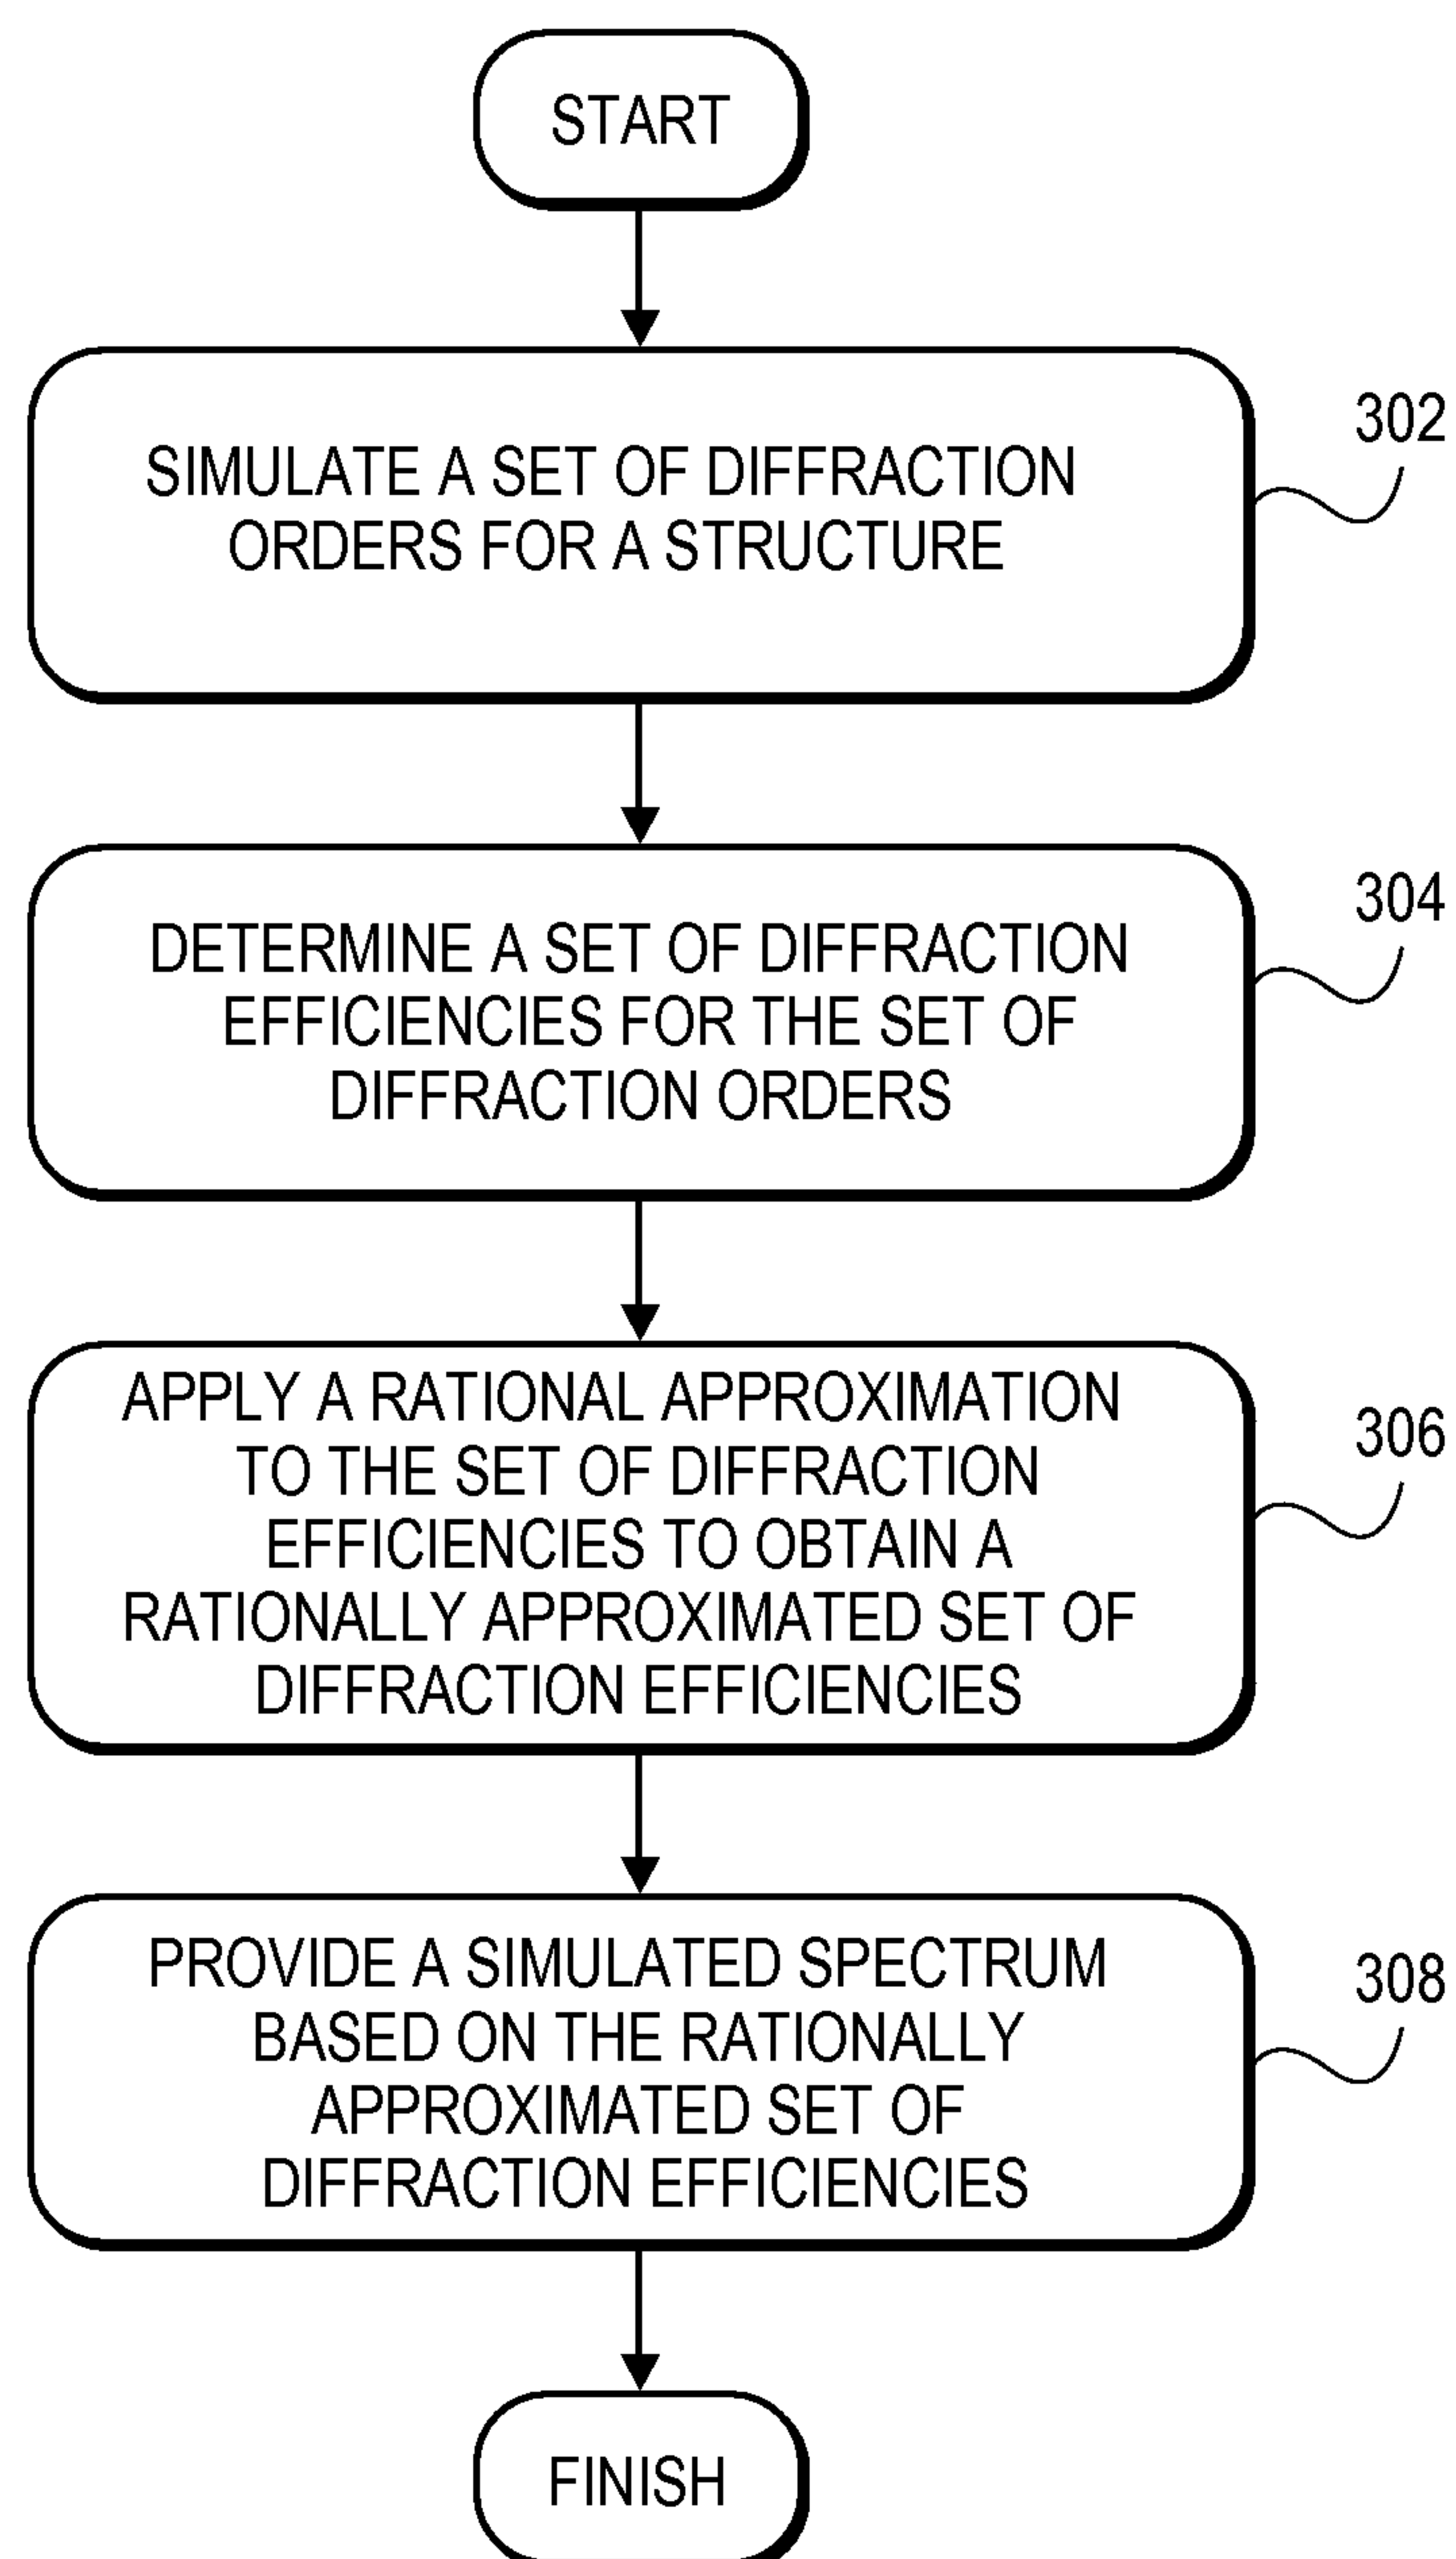 START
SIMULATE A SET OF DIFFRACTION
ORDERS FOR A STRUCTURE
302
DETERMINE A SET OF DIFFRACTION
EFFICIENCIES FOR THE SET OF
DIFFRACTION ORDERS
304
APPLY A RATIONAL APPROXIMATION
TO THE SET OF DIFFRACTION
EFFICIENCIES TO OBTAIN A
RATIONALLY APPROXIMATED SET OF
DIFFRACTION EFFICIENCIES
306
PROVIDE A SIMULATED SPECTRUM
BASED ON THE RATIONALLY
APPROXIMATED SET OF
DIFFRACTION EFFICIENCIES
308
FINISH